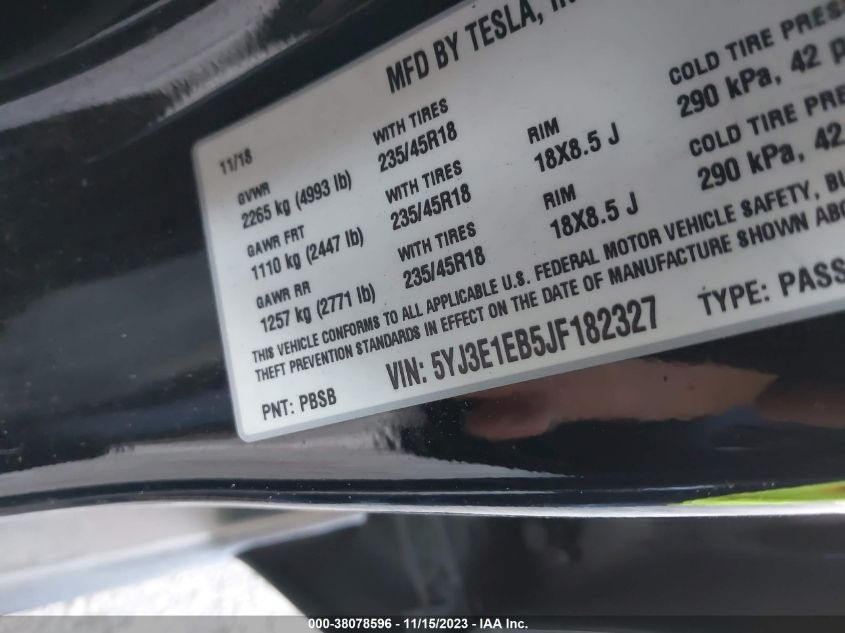 MFD BY TESLA,
11/18
GVWR
2265 kg (4993 lb)
WITH TIRES
235/45R18
RIM
18X8.5 J
COLD TIRE
290 kPa, 42
GAWR FRT
1110 kg (2447 lb)
WITH TIRES
235/45R18
RIM
18X8.5 J
COLD TIRE
290 kPa, 42
GAWR RR
1257 kg (2771 lb)
WITH TIRES
235/45R18
THIS VEHICLE CONFORMS TO ALL APPLICABLE U.S. FEDERAL MOTOR VEHICLE SAFETY,
THEFT PREVENTION STANDARDS IN EFFECT ON THE DATE OF MANUFACTURE SHOWN
PNT: PBSB
VIN: 5YJ3E1EB5JF182327
TYPE: PASS
000-38078596 - 11/15/2023 - IAA Inc.